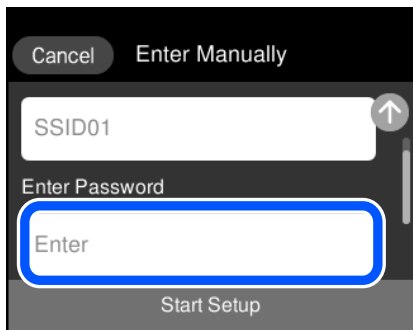 Cancel Enter Manually
SSID01
Enter Password
Enter
Start Setup